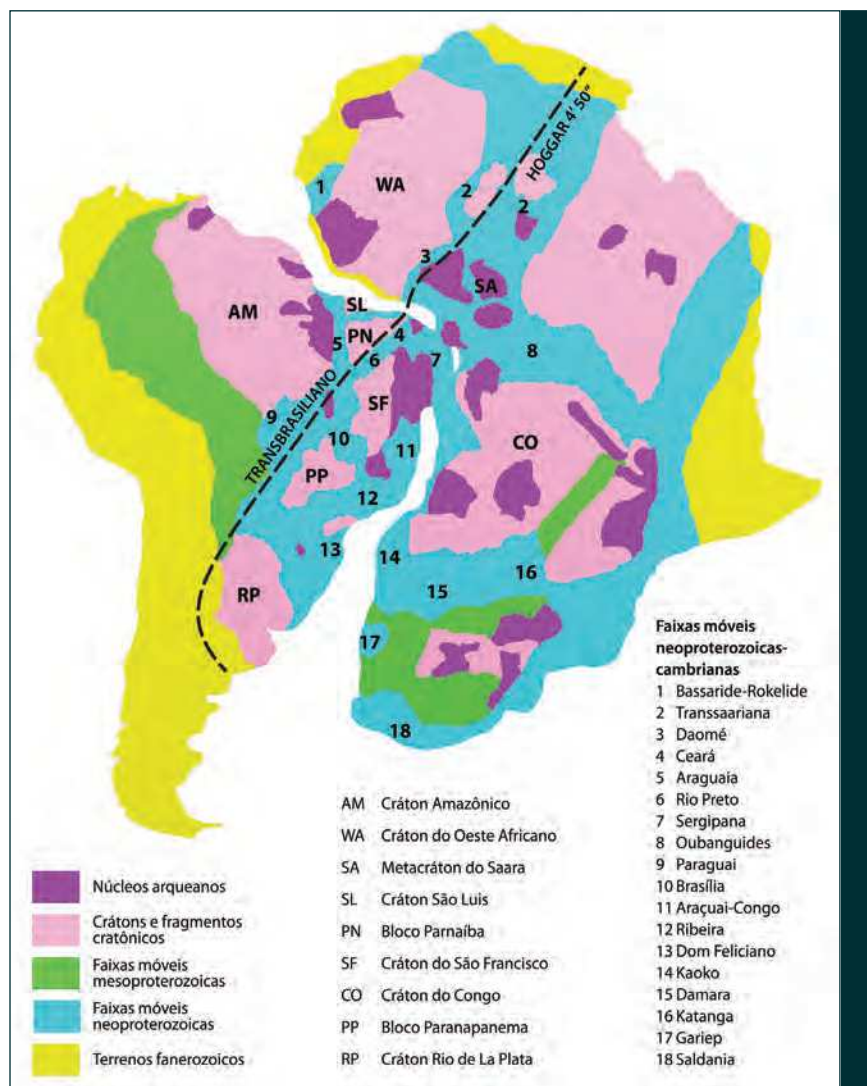 HOGGAR 4° 50″
1
WA
2
2
3
SA
SL
AM
PN
4
5
6
7
8
TRANSBRASILIANO
SF
9
10
11
CO
PP
12
13
14
16
15
RP
17
18
Faixas móveis
neoproterozoicas-
cambrianas
1 Bassaride-Rokelide
2 Transsaariana
3 Daomé
4 Ceará
5 Araguaia
6 Rio Preto
7 Sergipana
8 Oubanguides
9 Paraguai
10 Brasília
11 Araçuai-Congo
12 Ribeira
13 Dom Feliciano
14 Kaoko
15 Damara
16 Katanga
17 Gariep
18 Saldania
AM Cráton Amazônico
WA Cráton do Oeste Africano
SA Metacráton do Saara
SL Cráton São Luis
PN Bloco Parnaíba
SF Cráton do São Francisco
CO Cráton do Congo
PP Bloco Paranapanema
RP Cráton Rio de La Plata
Núcleos arqueanos
Crátons e fragmentos
cratônicos
Faixas móveis
mesoproterozoicas
Faixas móveis
neoproterozoicas
Terrenos fanerozoicos